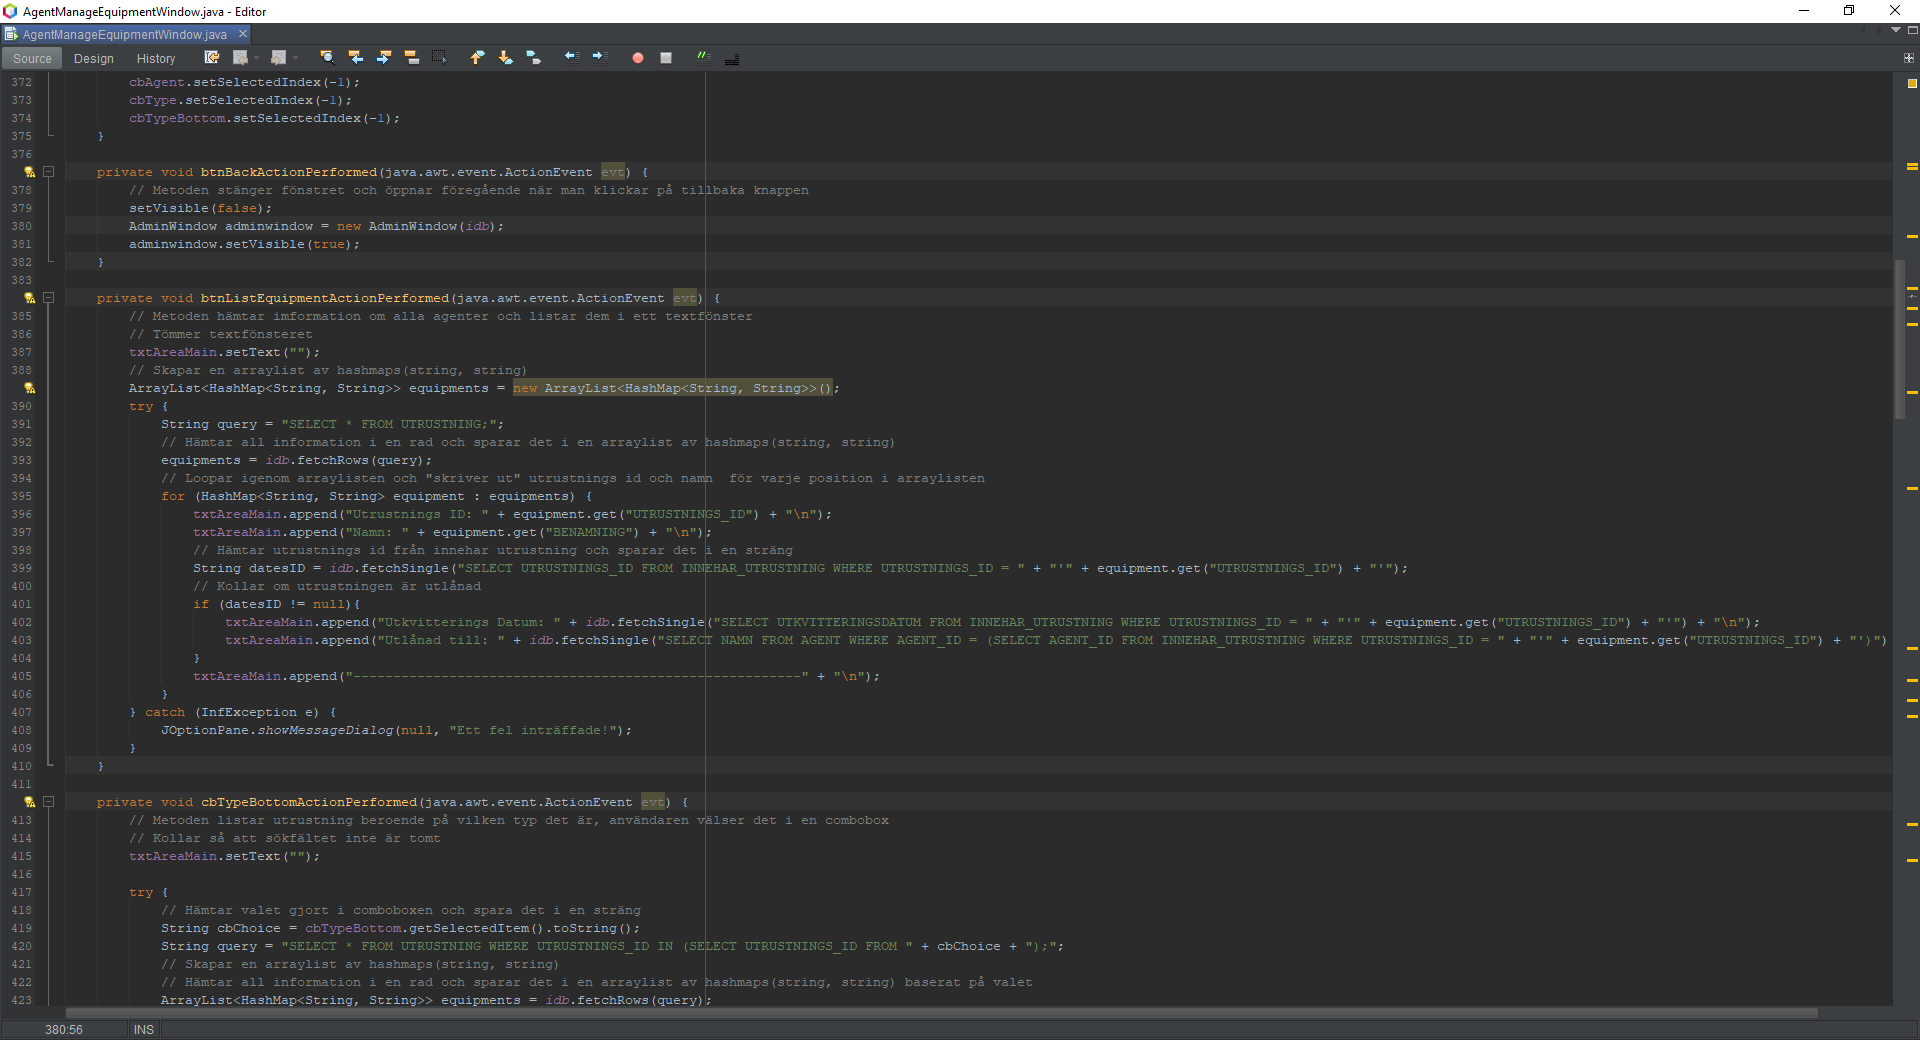 AgentManageEquipmentWindow.java - Editor
AgentManageEquipmentWindow.java
Source Design History
372 cbAgent.setSelectedIndex(-1);
373 cbType.setSelectedIndex(-1);
374 cbTypeBottom.setSelectedIndex(-1);
375 }
376
private void btnBackActionPerformed(java.awt.event.ActionEvent evt) {
378 // Metoden stänger fönstret och öppnar föregående när man klickar på tillbaka knappen
379 setVisible(false);
380 AdminWindow adminwindow = new AdminWindow(idb);
381 adminwindow.setVisible(true);
382 }
383
private void btnListEquipmentActionPerformed(java.awt.event.ActionEvent evt) {
385 // Metoden hämtar imformation om alla agenter och listar dem i ett textfönster
386 // Tömmer textfönsteret
387 txtAreaMain.setText("");
388 // Skapar en arraylist av hashmaps(string, string)
ArrayList<HashMap<String, String>> equipments = new ArrayList<HashMap<String, String>>();
390 try {
391 String query = "SELECT * FROM UTRUSTNING;";
392 // Hämtar all information i en rad och sparar det i en arraylist av hashmaps(string, string)
393 equipments = idb.fetchRows(query);
394 // Loopar igenom arraylisten och "skriver ut" utrustnings id och namn  för varje position i arraylisten
395 for (HashMap<String, String> equipment : equipments) {
396 txtAreaMain.append("Utrustnings ID: " + equipment.get("UTRUSTNINGS_ID") + "\n");
397 txtAreaMain.append("Namn: " + equipment.get("BENAMNING") + "\n");
398 // Hämtar utrustnings id från innehar utrustning och sparar det i en sträng
399 String datesID = idb.fetchSingle("SELECT UTRUSTNINGS_ID FROM INNEHAR_UTRUSTNING WHERE UTRUSTNINGS_ID = " + "'" + equipment.get("UTRUSTNINGS_ID") + "'");
400 // Kollar om utrustningen är utlånad
401 if (datesID != null){
402 txtAreaMain.append("Utkvitterings Datum: " + idb.fetchSingle("SELECT UTKVITTERINGSDATUM FROM INNEHAR_UTRUSTNING WHERE UTRUSTNINGS_ID = " + "'" + equipment.get("UTRUSTNINGS_ID") + "'") + "\n");
403 txtAreaMain.append("Utlånad till: " + idb.fetchSingle("SELECT NAMN FROM AGENT WHERE AGENT_ID = (SELECT AGENT_ID FROM INNEHAR_UTRUSTNING WHERE UTRUSTNINGS_ID = " + "'" + equipment.get("UTRUSTNINGS_ID") + "')")
404 }
405 txtAreaMain.append("--------------------------------------------------------" + "\n");
406 }
407 } catch (InfException e) {
408 JOptionPane.showMessageDialog(null, "Ett fel inträffade!");
409 }
410 }
411
private void cbTypeBottomActionPerformed(java.awt.event.ActionEvent evt) {
413 // Metoden listar utrustning beroende på vilken typ det är, användaren välser det i en combobox
414 // Kollar så att sökfältet inte är tomt
415 txtAreaMain.setText("");
416
417 try {
418 // Hämtar valet gjort i comboboxen och spara det i en sträng
419 String cbChoice = cbTypeBottom.getSelectedItem().toString();
420 String query = "SELECT * FROM UTRUSTNING WHERE UTRUSTNINGS_ID IN (SELECT UTRUSTNINGS_ID FROM " + cbChoice + ");";
421 // Skapar en arraylist av hashmaps(string, string)
422 // Hämtar all information i en rad och sparar det i en arraylist av hashmaps(string, string) baserat på valet
423 ArrayList<HashMap<String, String>> equipments = idb.fetchRows(query);
380:56 INS